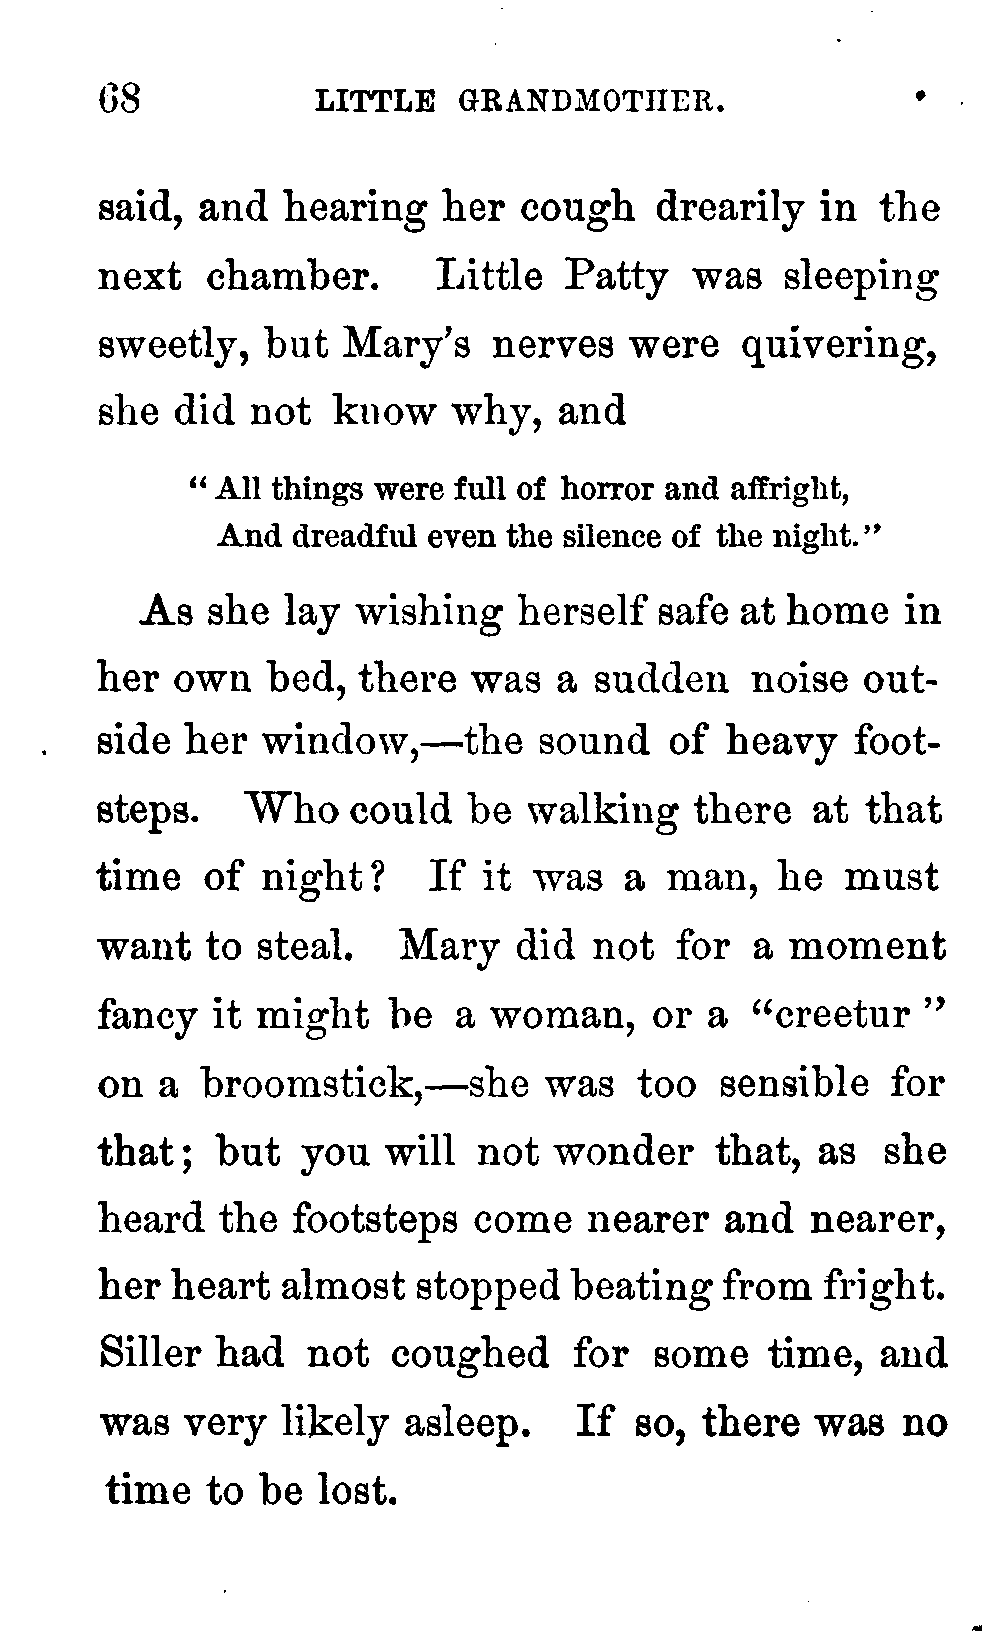 68 LITTLE GRANDMOTHER.
said, and hearing her cough drearily in the
next chamber. Little Patty was sleeping
sweetly, but Mary's nerves were quivering,
she did not know why, and
"All things were full of horror and affright,
And dreadful even the silence of the night."
As she lay wishing herself safe at home in
her own bed, there was a sudden noise out-
side her window,—the sound of heavy foot-
steps. Who could be walking there at that
time of night? If it was a man, he must
want to steal. Mary did not for a moment
fancy it might be a woman, or a "creetur"
on a broomstick,—she was too sensible for
that; but you will not wonder that, as she
heard the footsteps come nearer and nearer,
her heart almost stopped beating from fright.
Siller had not coughed for some time, and
was very likely asleep. If so, there was no
time to be lost.